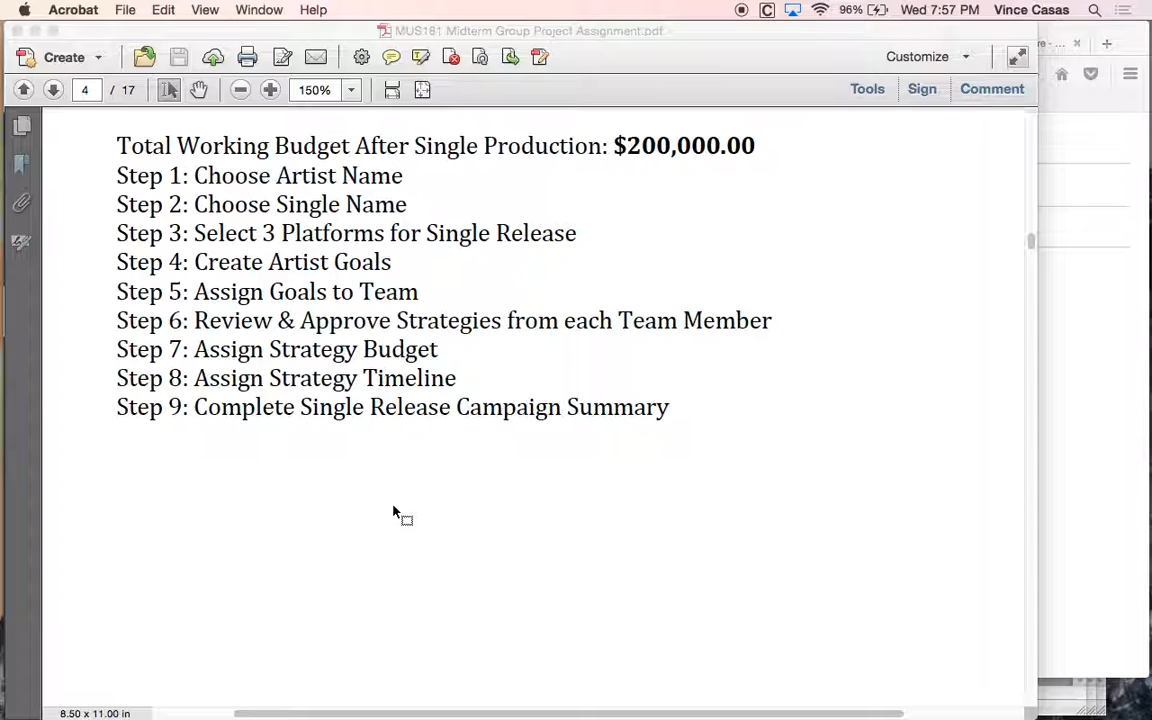 Acrobat File Edit View Window Help 96% Wed 7:57 PM Vince Casas
MUS161 Midterm Group Project Assignment.pdf
Create Customize
4 / 17 150% Tools Sign Comment
Total Working Budget After Single Production: $200,000.00
Step 1: Choose Artist Name
Step 2: Choose Single Name
Step 3: Select 3 Platforms for Single Release
Step 4: Create Artist Goals
Step 5: Assign Goals to Team
Step 6: Review & Approve Strategies from each Team Member
Step 7: Assign Strategy Budget
Step 8: Assign Strategy Timeline
Step 9: Complete Single Release Campaign Summary
8.50 x 11.00 in